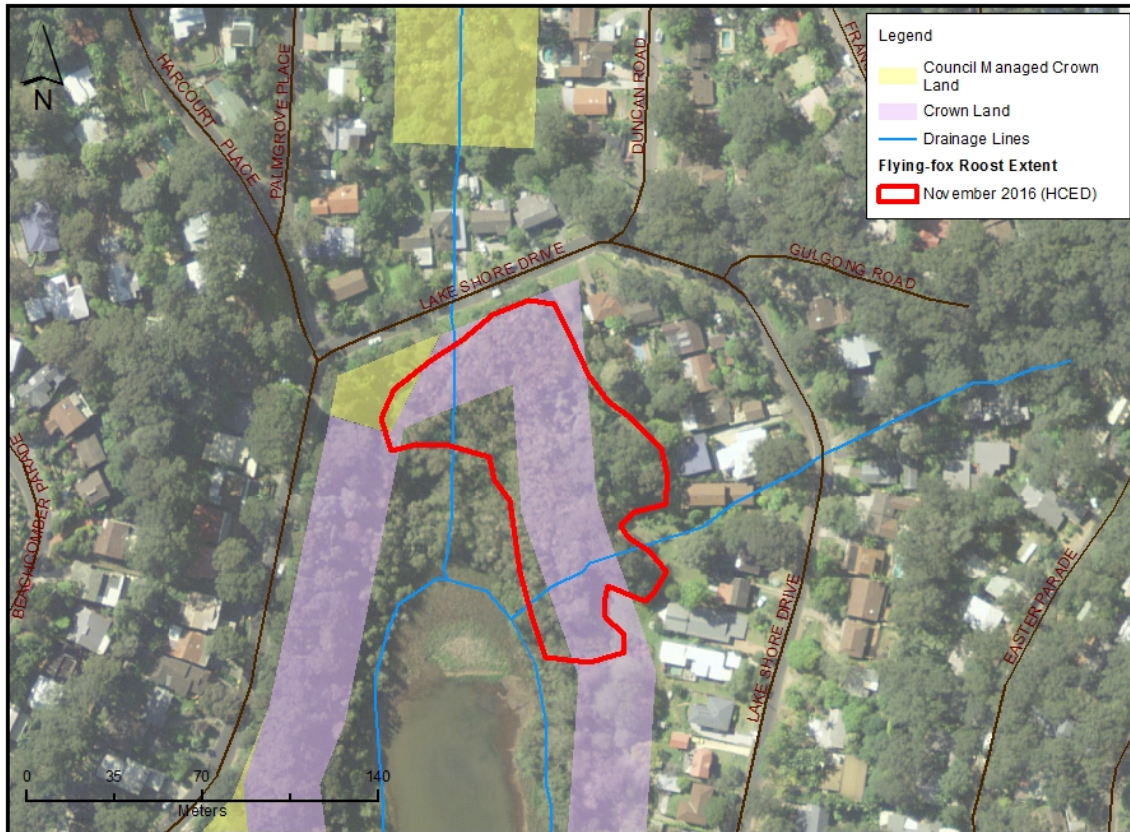 Legend
Council Managed Crown
Land
Crown Land
Drainage Lines
Flying-fox Roost Extent
November 2016 (HCED)
N
HARCOURT PLACE
PALMGROVE PLACE
DUNCAN ROAD
FRAN
LAKE SHORE DRIVE
GULGONG ROAD
BEACHCOMBER PARADE
LAKE SHORE DRIVE
EASTER PARADE
0 35 70 140
Meters